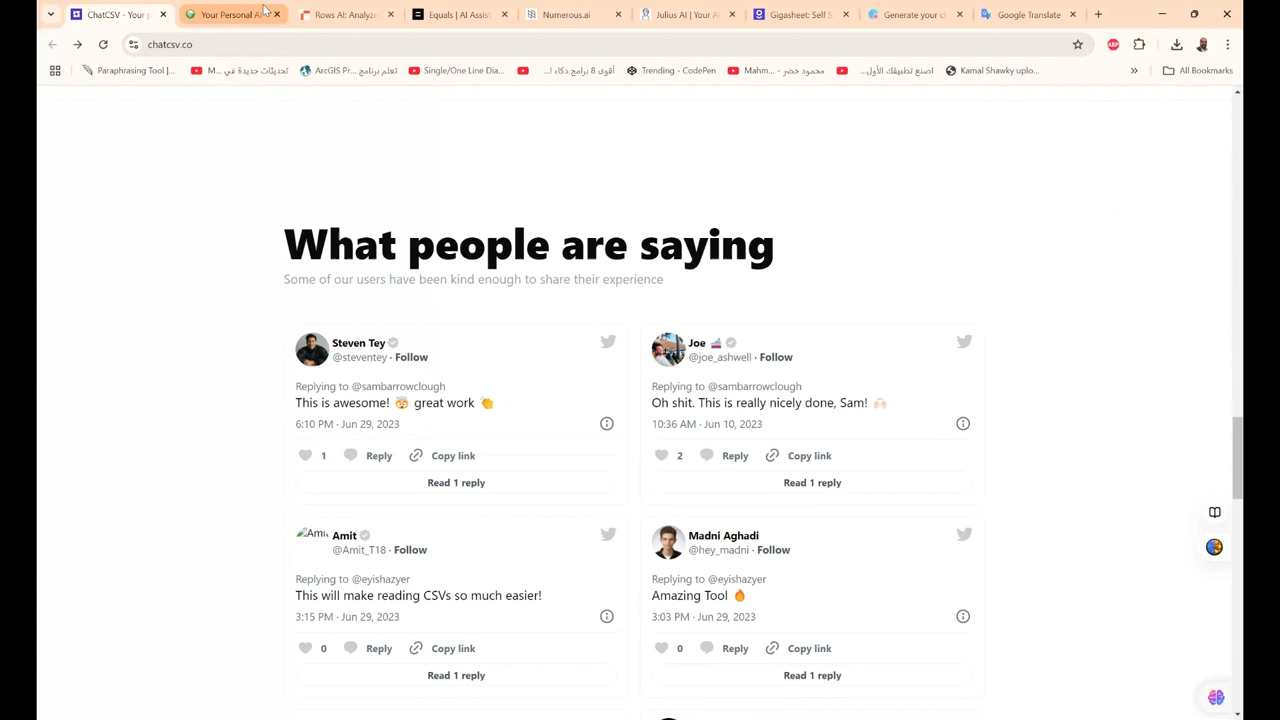 ChatCSV - Your p
Your Personal AI
Rows AI: Analyze
Equals | AI Assist
Numerous.ai
Julius AI | Your A
Gigasheet: Self S
Generate your c
Google Translate
chatcsv.co
Paraphrasing Tool |...
تحديثات جديدة في ... M...
تعلم برنامج ArcGIS Pr...
Single/One Line Dia...
أقوى 8 برامج ذكاء ا...
Trending - CodePen
محمود خضر - ... Mahm...
اصنع تطبيقك الأول...
Kamal Shawky uplo...
All Bookmarks
What people are saying
Some of our users have been kind enough to share their experience
Steven Tey
@steventey · Follow
Replying to @sambarrowclough
This is awesome! 🤯 great work 👏
6:10 PM · Jun 29, 2023
1 Reply Copy link
Read 1 reply
Joe
@joe_ashwell · Follow
Replying to @sambarrowclough
Oh shit. This is really nicely done, Sam! 🙌🏻
10:36 AM · Jun 10, 2023
2 Reply Copy link
Read 1 reply
Amit
@Amit_T18 · Follow
Replying to @eyishazyer
This will make reading CSVs so much easier!
3:15 PM · Jun 29, 2023
0 Reply Copy link
Read 1 reply
Madni Aghadi
@hey_madni · Follow
Replying to @eyishazyer
Amazing Tool 🔥
3:03 PM · Jun 29, 2023
0 Reply Copy link
Read 1 reply